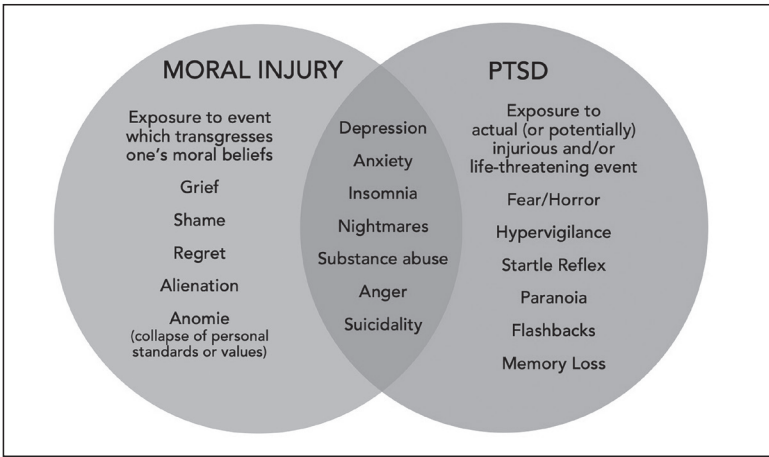 MORAL INJURY
Exposure to event
which transgresses
one's moral beliefs
Grief
Shame
Regret
Alienation
Anomie
(collapse of personal
standards or values)
Depression
Anxiety
Insomnia
Nightmares
Substance abuse
Anger
Suicidality
PTSD
Exposure to
actual (or potentially)
injurious and/or
life-threatening event
Fear/Horror
Hypervigilance
Startle Reflex
Paranoia
Flashbacks
Memory Loss